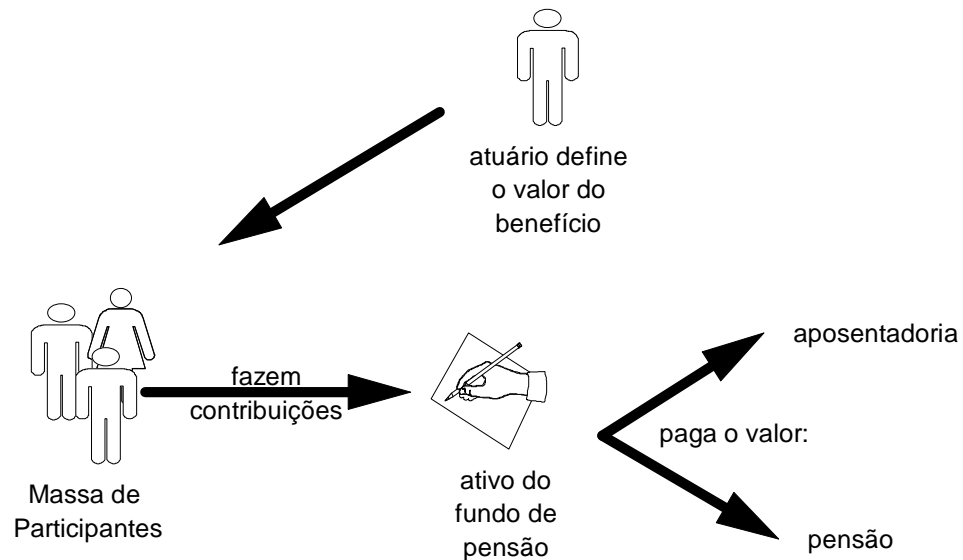 atuário define
o valor do
benefício
fazem
contribuições
Massa de
Participantes
ativo do
fundo de
pensão
aposentadoria
paga o valor:
pensão